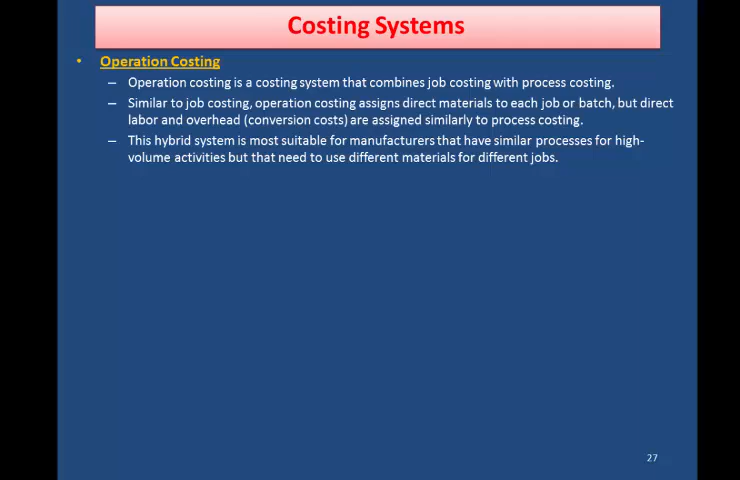 Costing Systems
• Operation Costing
– Operation costing is a costing system that combines job costing with process costing.
– Similar to job costing, operation costing assigns direct materials to each job or batch, but direct
labor and overhead (conversion costs) are assigned similarly to process costing.
– This hybrid system is most suitable for manufacturers that have similar processes for high-
volume activities but that need to use different materials for different jobs.
27